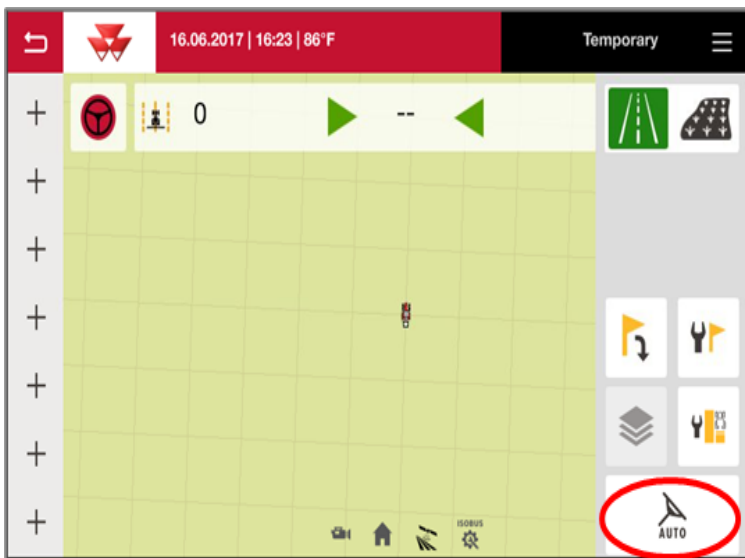 16.06.2017 | 16:23 | 86°F
Temporary
0
--
ISOBUS
AUTO